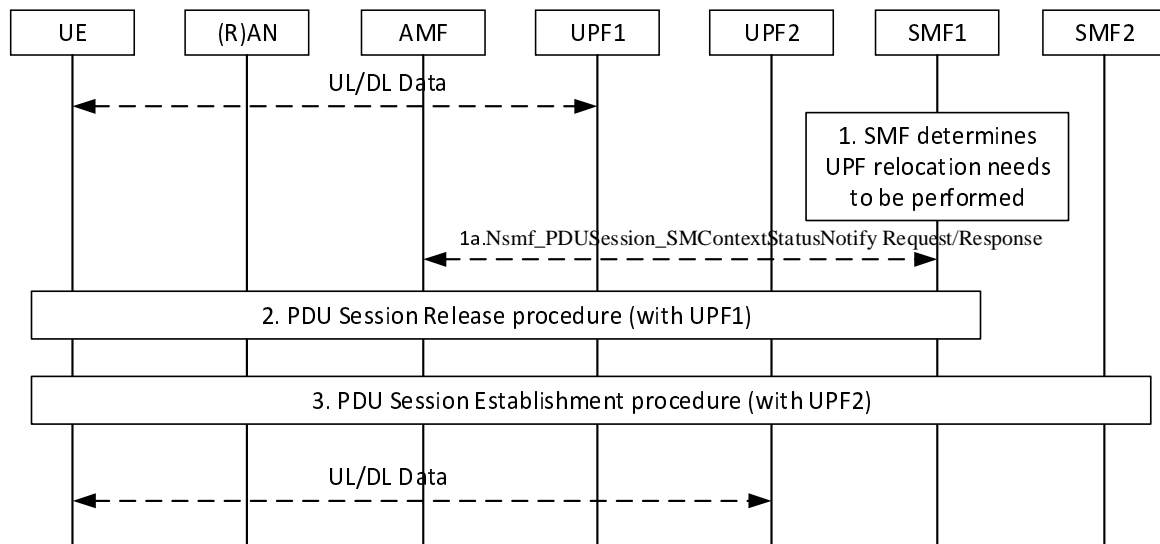 UE (R)AN AMF UPF1 UPF2 SMF1 SMF2
UL/DL Data
1. SMF determines
UPF relocation needs
to be performed
1a.Nsmf_PDUSession_SMContextStatusNotify Request/Response
2. PDU Session Release procedure (with UPF1)
3. PDU Session Establishment procedure (with UPF2)
UL/DL Data